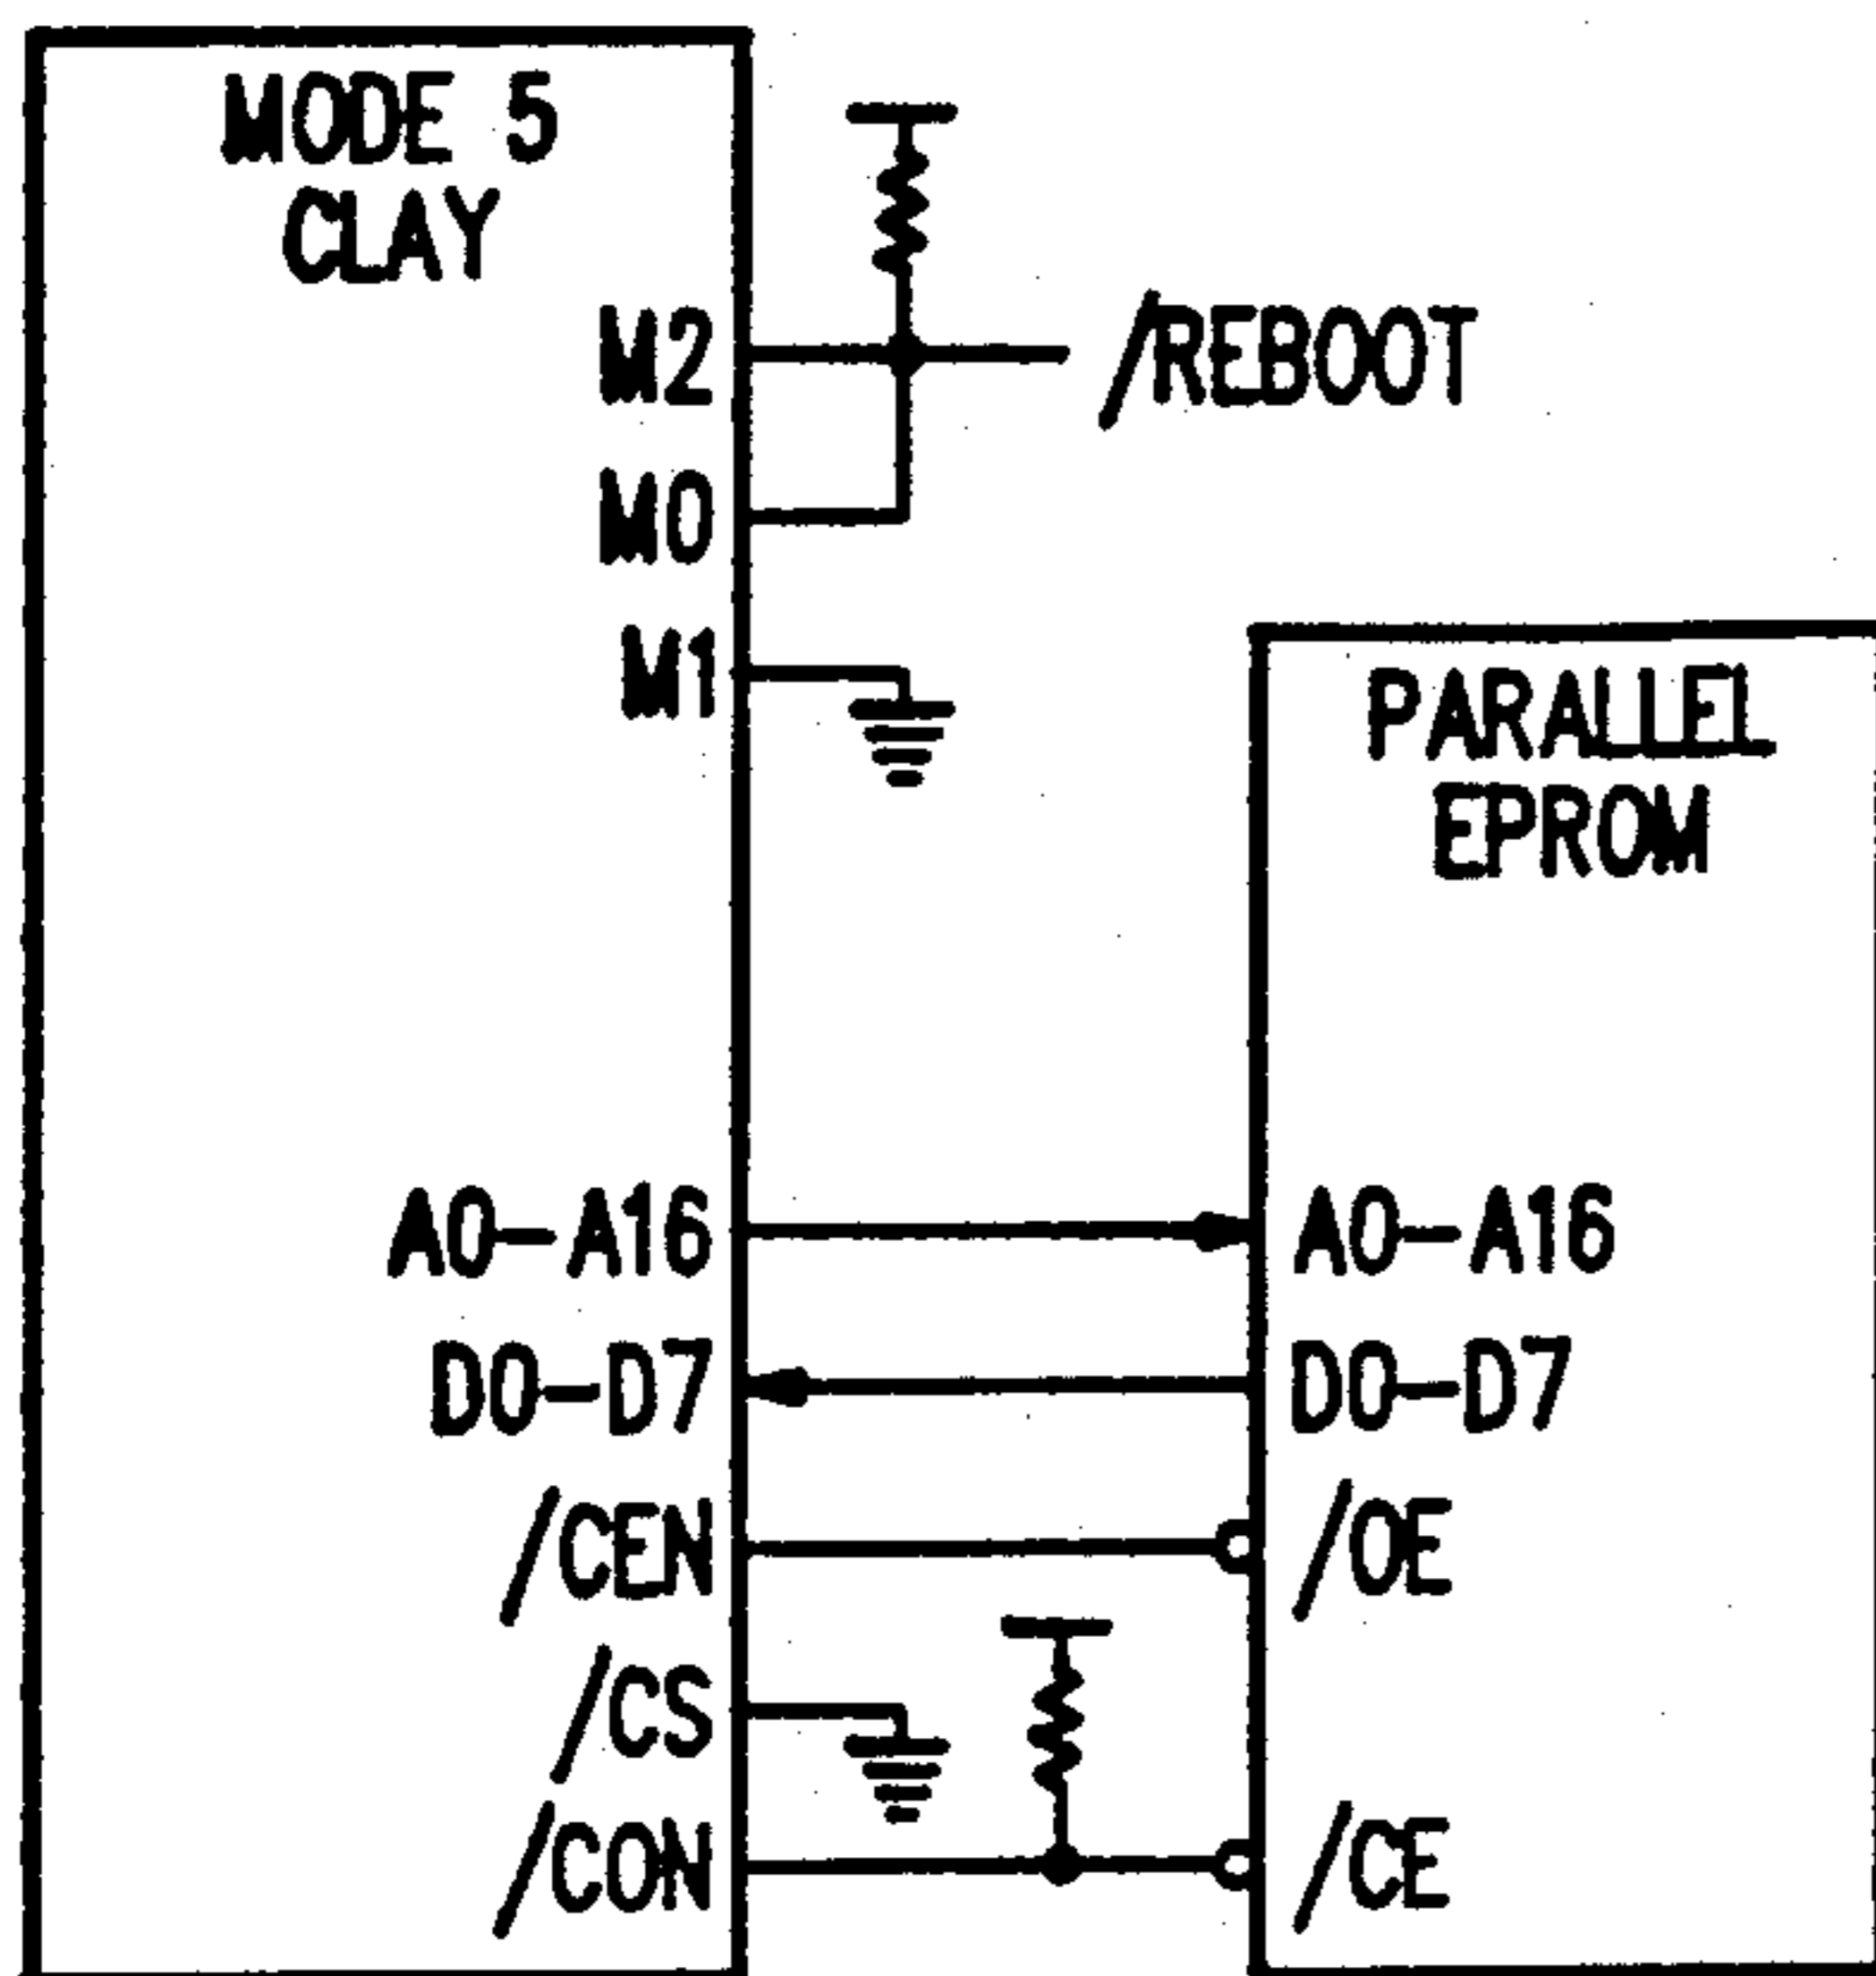 MODE 5
CLAY
M2
/REBOOT
M0
M1
PARALLEL
EPROM
A0-A16
A0-A16
D0-D7
D0-D7
/CEN
/OE
/CS
/CON
/CE